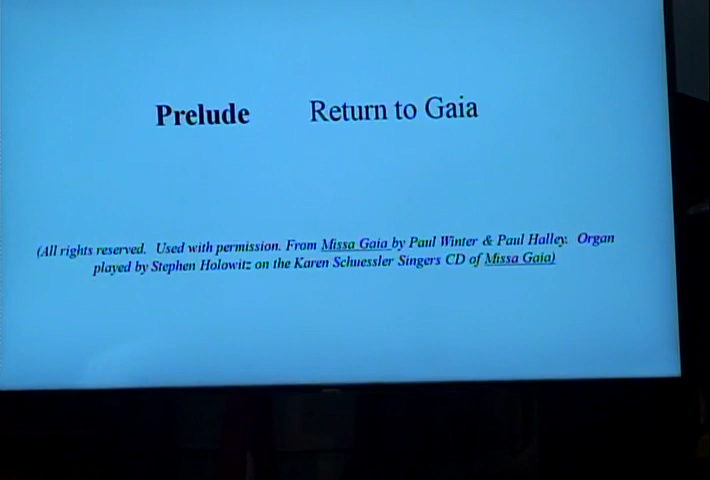 Prelude Return to Gaia
(All rights reserved. Used with permission. From Missa Gaia by Paul Winter & Paul Halley. Organ
played by Stephen Holowitz on the Karen Schuessler Singers CD of Missa Gaia)